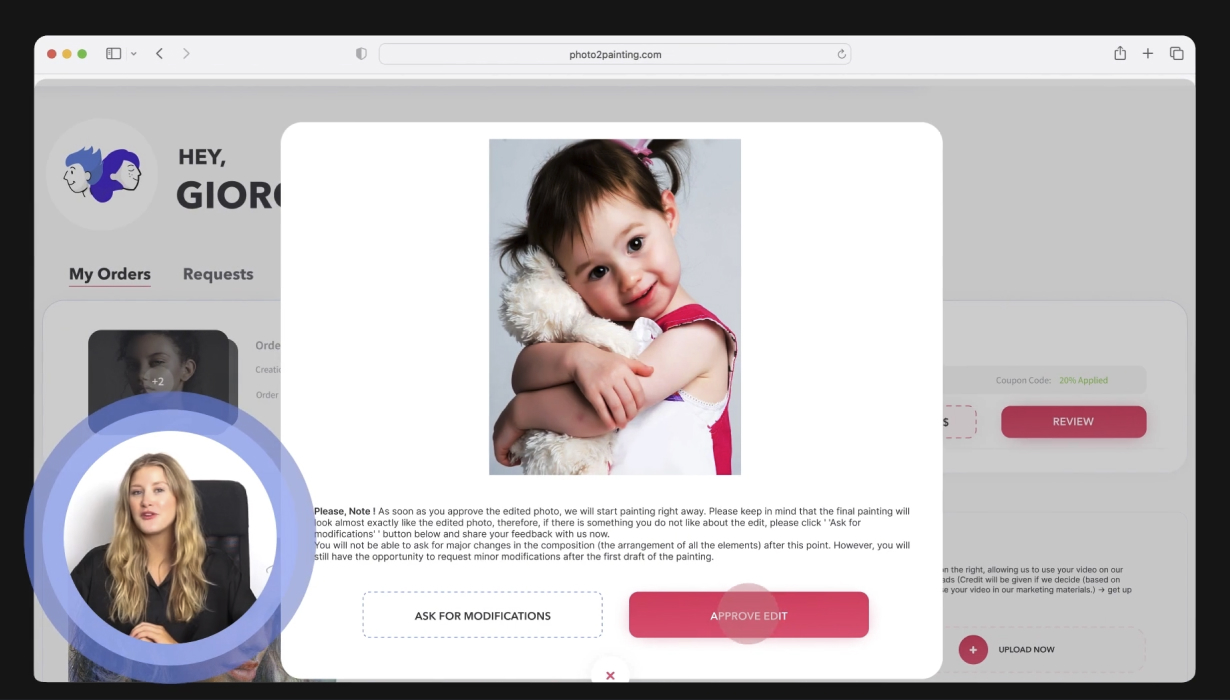 photo2painting.com
HEY,
GIOR
My Orders Requests
+2
Orde
Creatio
Order
Coupon Code: 20% Applied
$
REVIEW
Please, Note ! As soon as you approve the edited photo, we will start painting right away. Please keep in mind that the final painting will
look almost exactly like the edited photo, therefore, if there is something you do not like about the edit, please click ' 'Ask for
modifications' ' button below and share your feedback with us now.
You will not be able to ask for major changes in the composition (the arrangement of all the elements) after this point. However, you will
still have the opportunity to request minor modifications after the first draft of the painting.
on the right, allowing us to use your video on our
ads (Credit will be given if we decide (based on
se your video in our marketing materials.) → get up
ASK FOR MODIFICATIONS
APPROVE EDIT
UPLOAD NOW